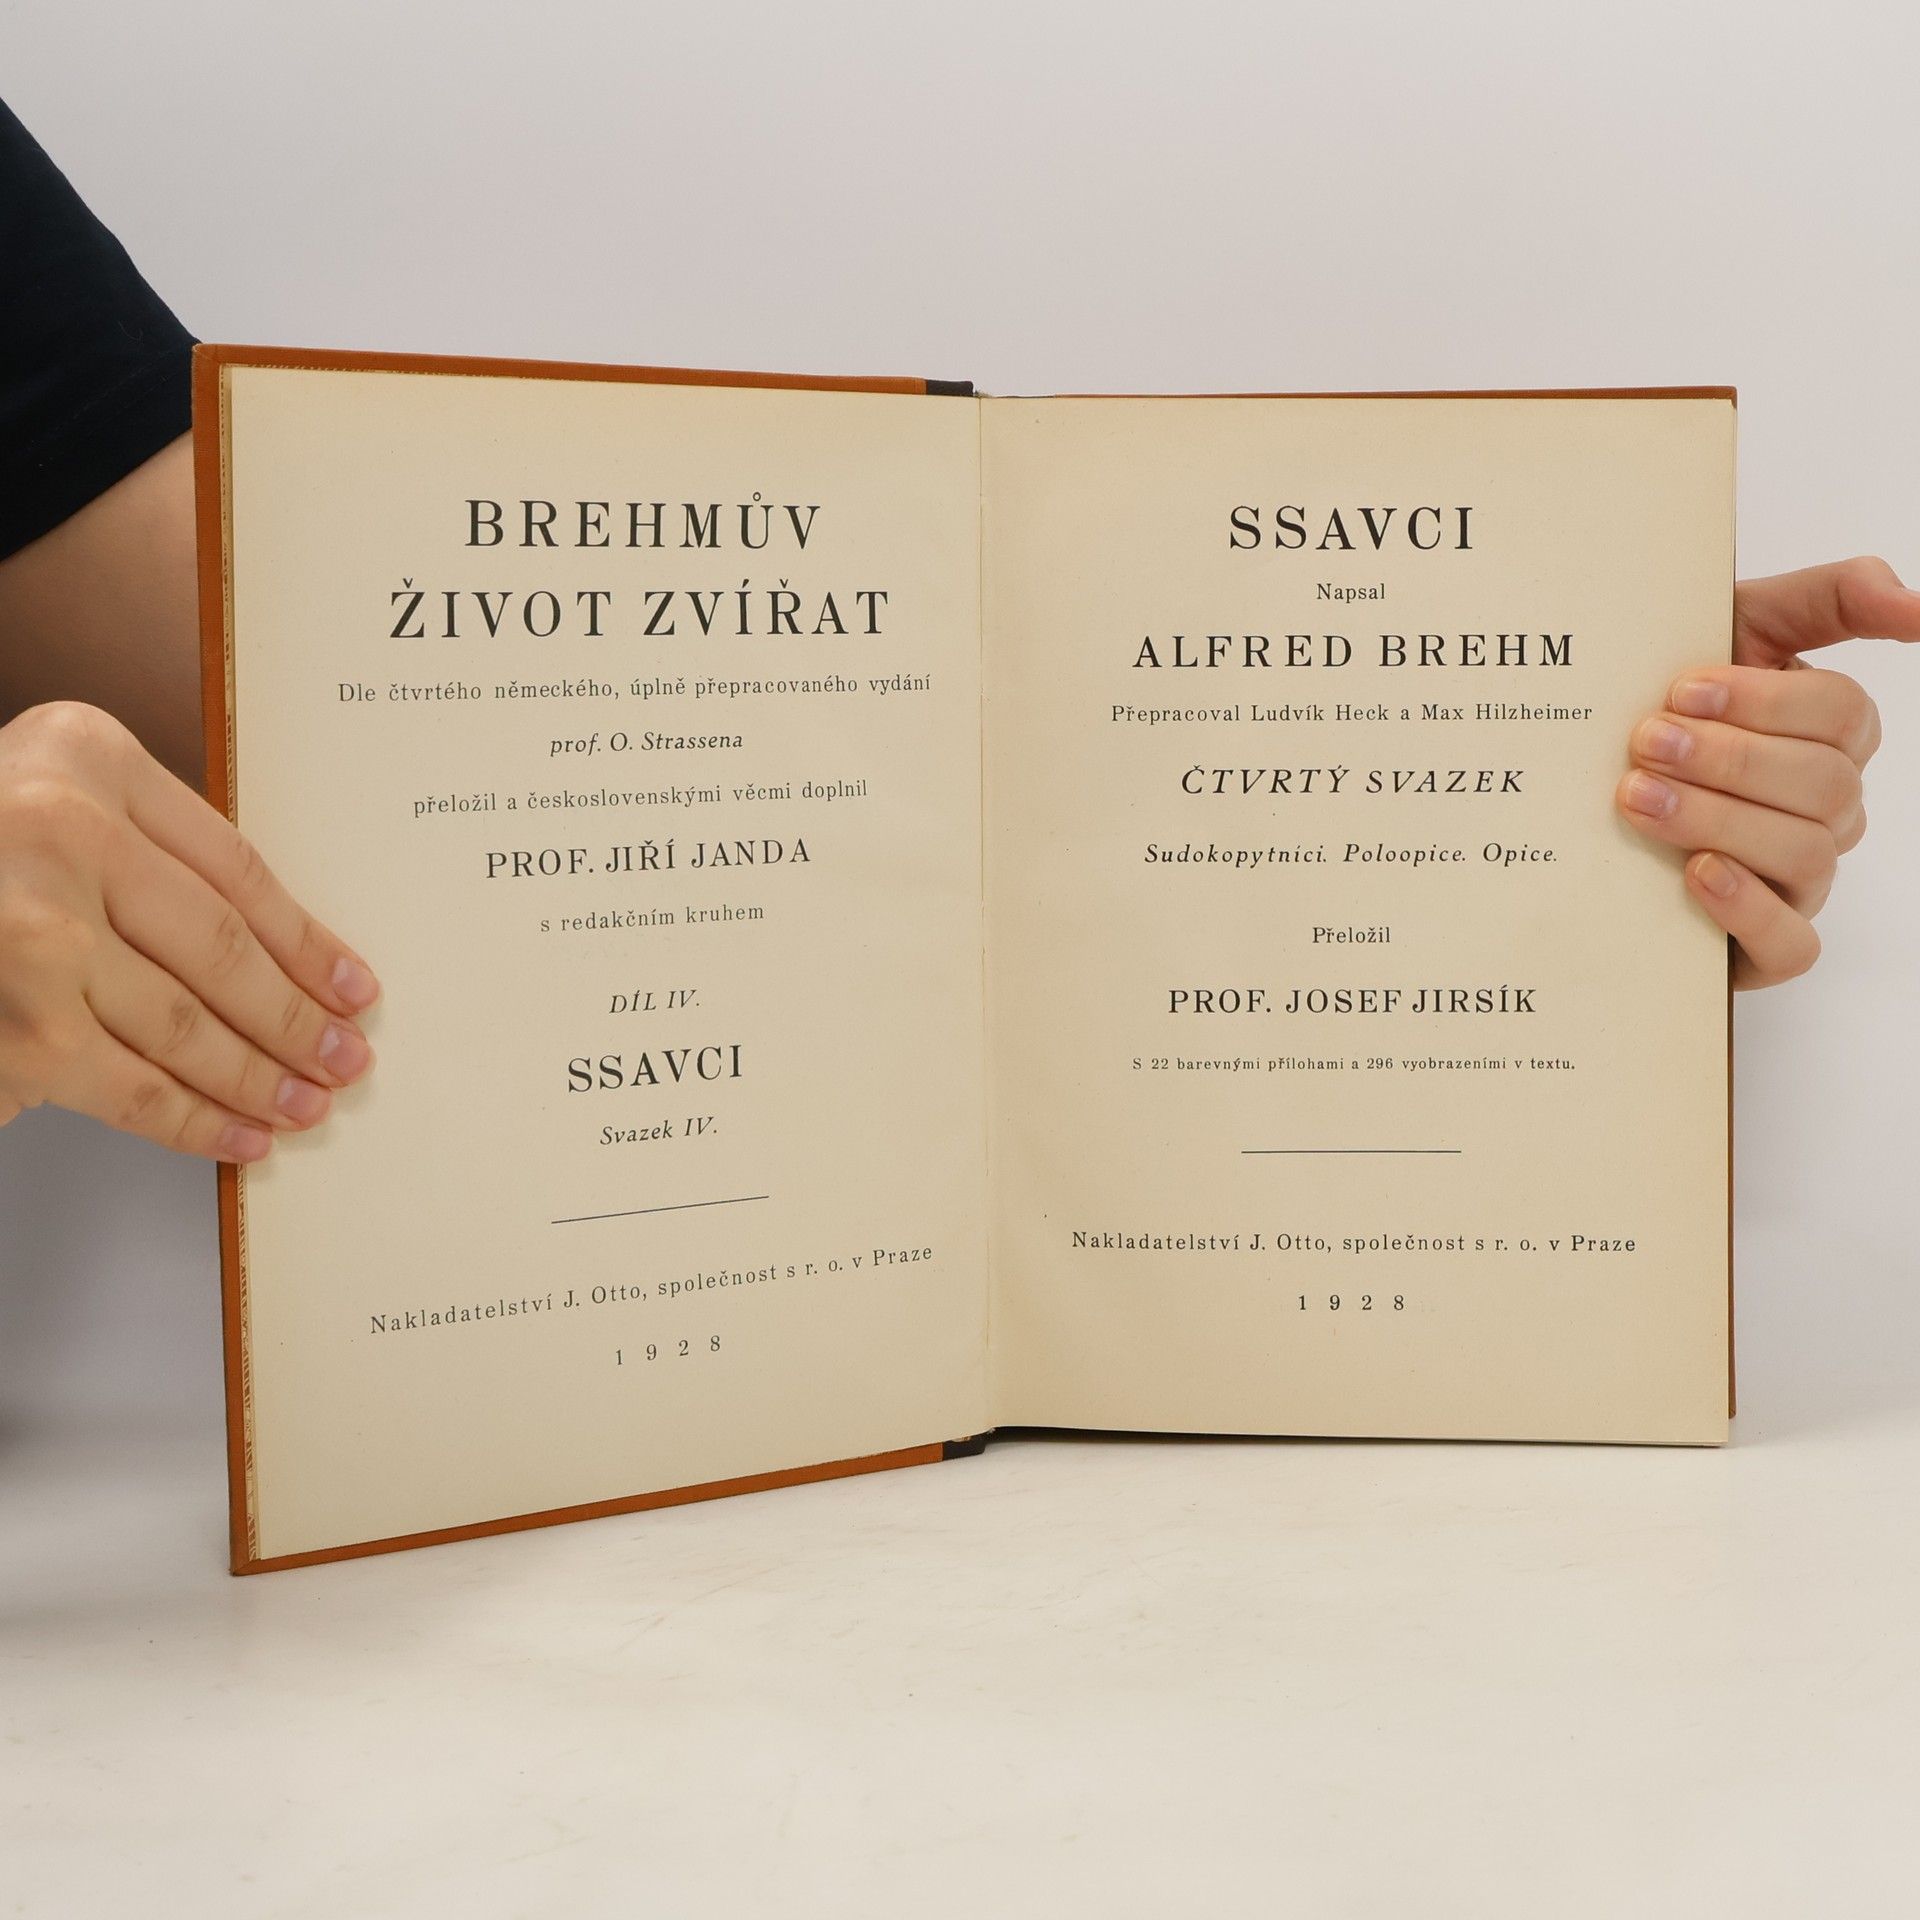 BREHMŮV
ŽIVOT ZVÍŘAT
Dle čtvrtého německého, úplně přepracovaného vydání
prof. O. Strassena
přeložil a československými věcmi doplnil
PROF. JIŘÍ JANDA
s redakčním kruhem
DÍL IV.
SSAVCI
Svazek IV.
Nakladatelství J. Otto, společnost s r. o. v Praze
1928
SSAVCI
Napsal
ALFRED BREHM
Přepracoval Ludvík Heck a Max Hilzheimer
ČTVRTÝ SVAZEK
Sudokopytníci. Poloopice. Opice.
Přeložil
PROF. JOSEF JIRSÍK
S 22 barevnými přílohami a 296 vyobrazeními v textu.
Nakladatelství J. Otto, společnost s r. o. v Praze
1928